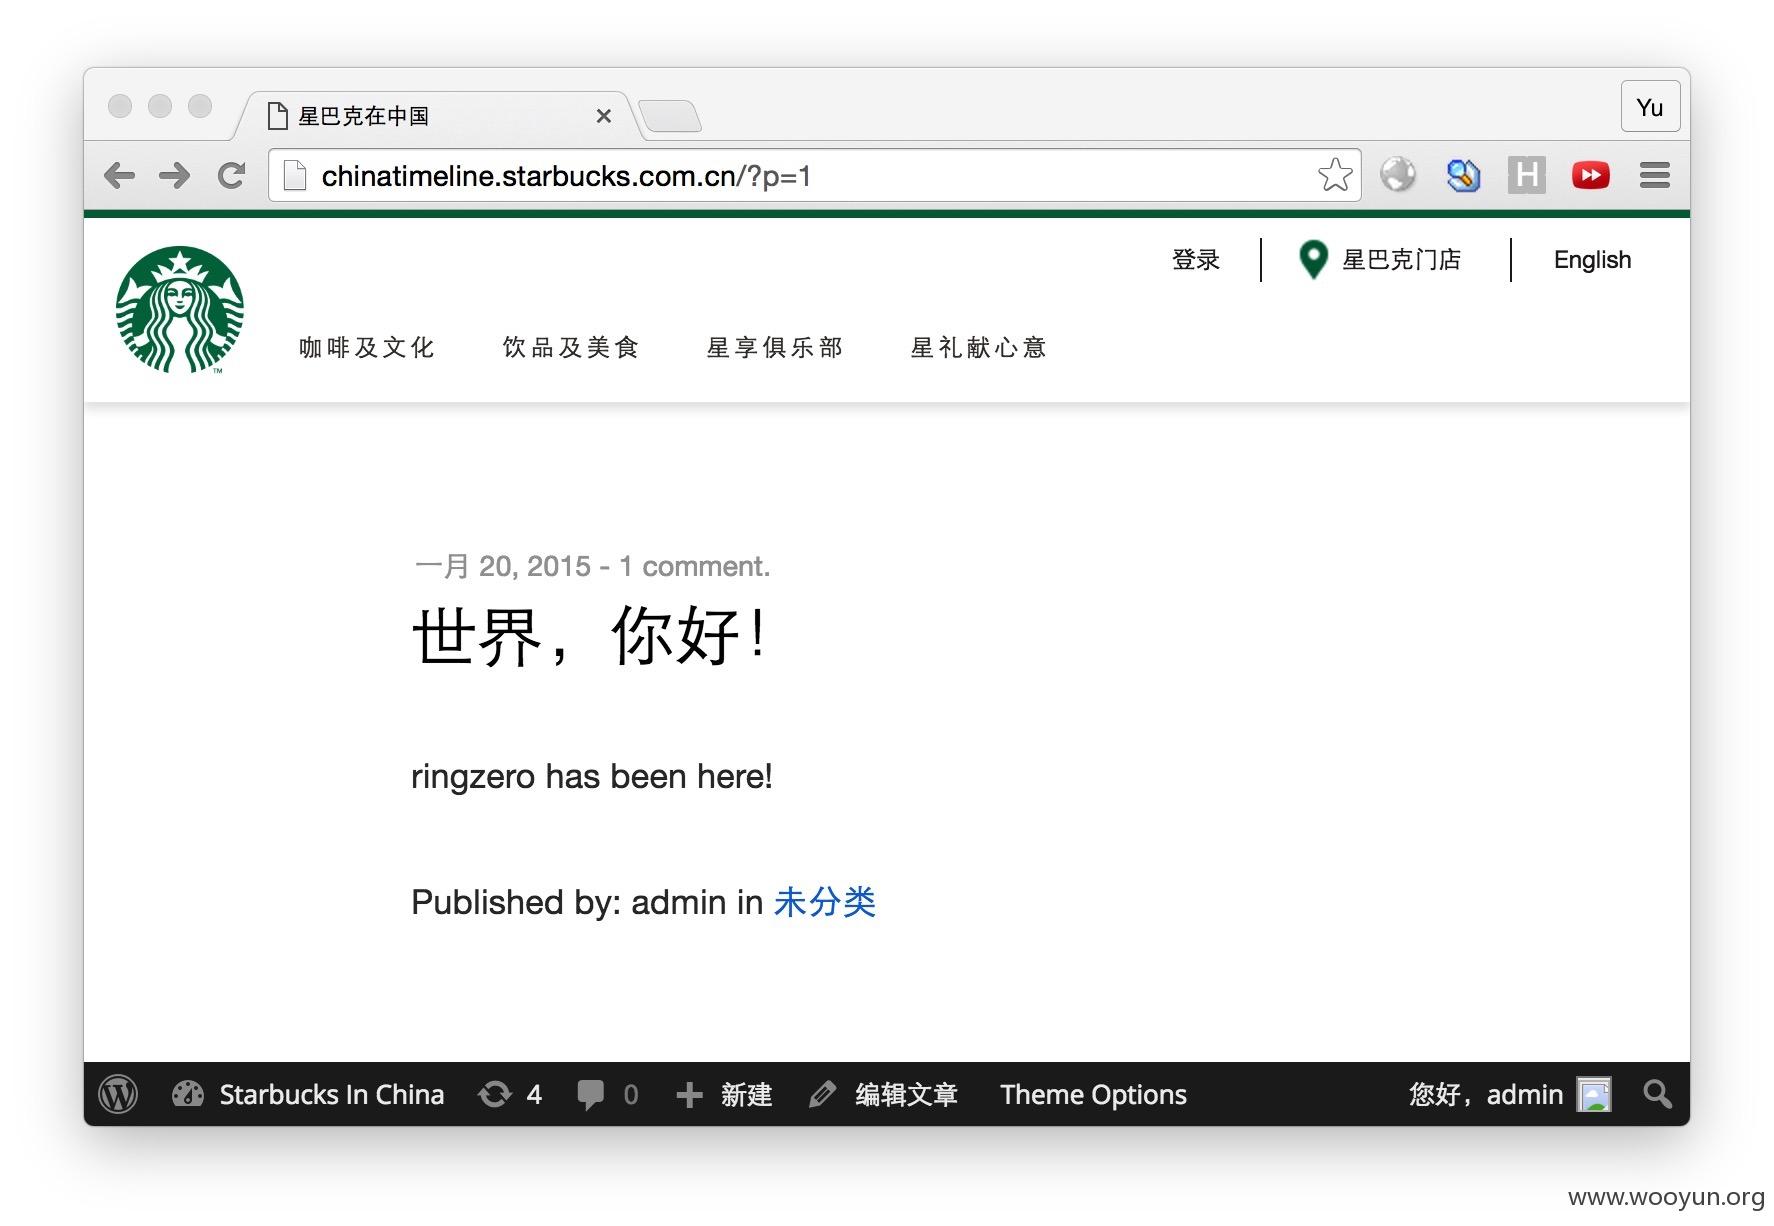 星巴克在中国
Yu
chinatimeline.starbucks.com.cn/?p=1
H
登录
星巴克门店
English
TM
咖啡及文化 饮品及美食 星享俱乐部 星礼献心意
一月 20, 2015 - 1 comment.
世界，你好！
ringzero has been here!
Published by: admin in 未分类
Starbucks In China 4 0 新建 编辑文章 Theme Options 您好，admin
www.wooyun.org